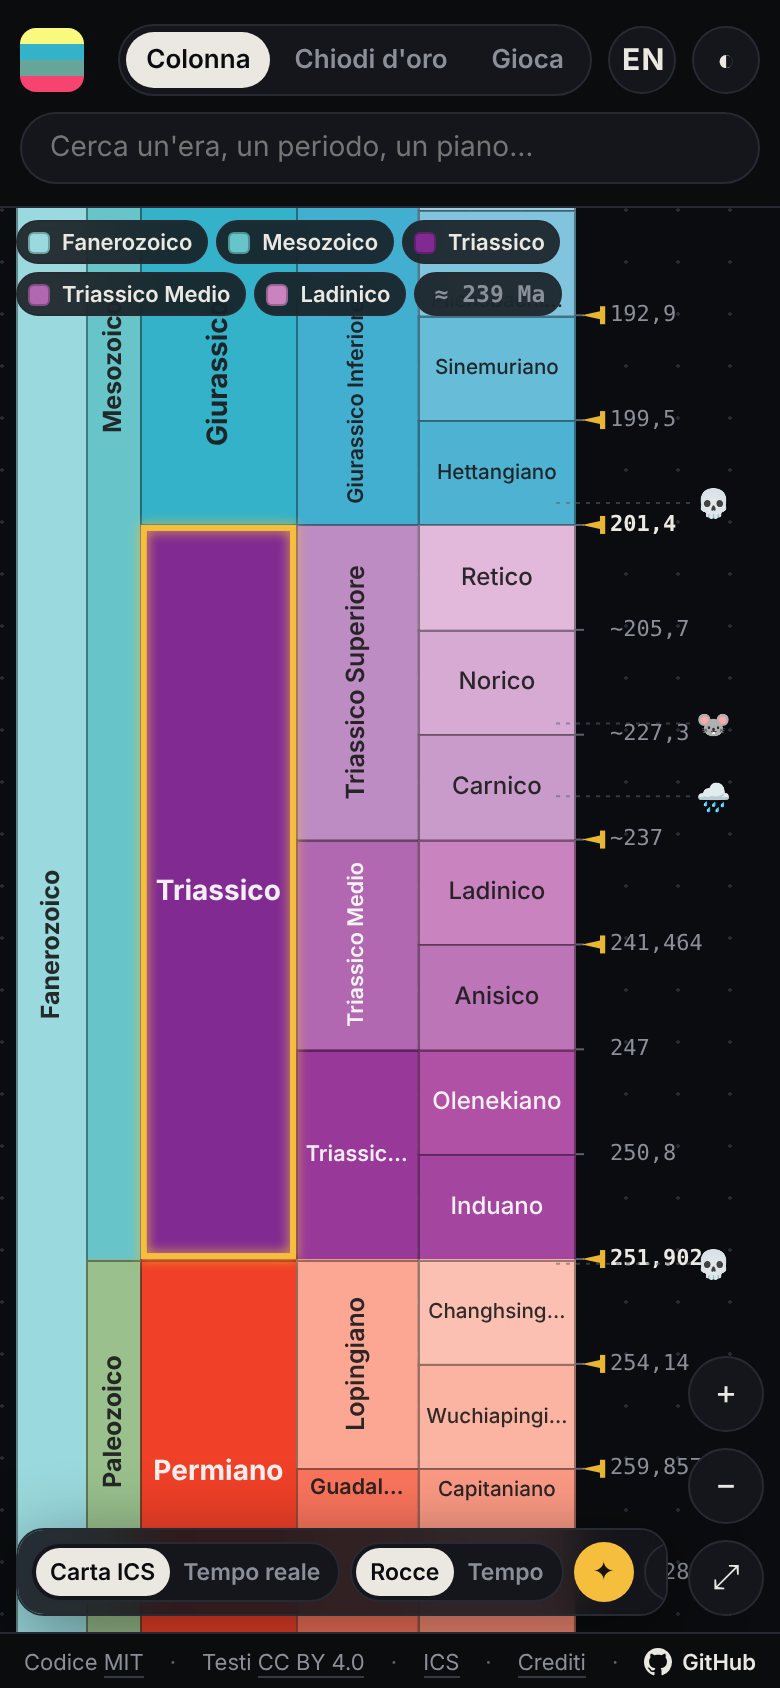 Colonna Chiodi d'oro Gioca EN
Cerca un'era, un periodo, un piano...
Fanerozoico Mesozoico Triassico
Triassico Medio Ladinico ≈ 239 Ma
192,9
Mesozoico
Giurassico
Giurassico Inferiore
Sinemuriano
199,5
Hettangiano
201,4
Retico
Triassico Superiore
~205,7
Norico
~227,3
Carnico
~237
Fanerozoico
Triassico
Triassico Medio
Ladinico
241,464
Anisico
247
Olenekiano
Triassic...
250,8
Induano
251,902
Changhsing...
Lopingiano
254,14
Paleozoico
Wuchiapingi...
Permiano
259,857
Guadal...
Capitaniano
+
−
Carta ICS Tempo reale Rocce Tempo
28
Codice MIT · Testi CC BY 4.0 · ICS · Crediti · GitHub